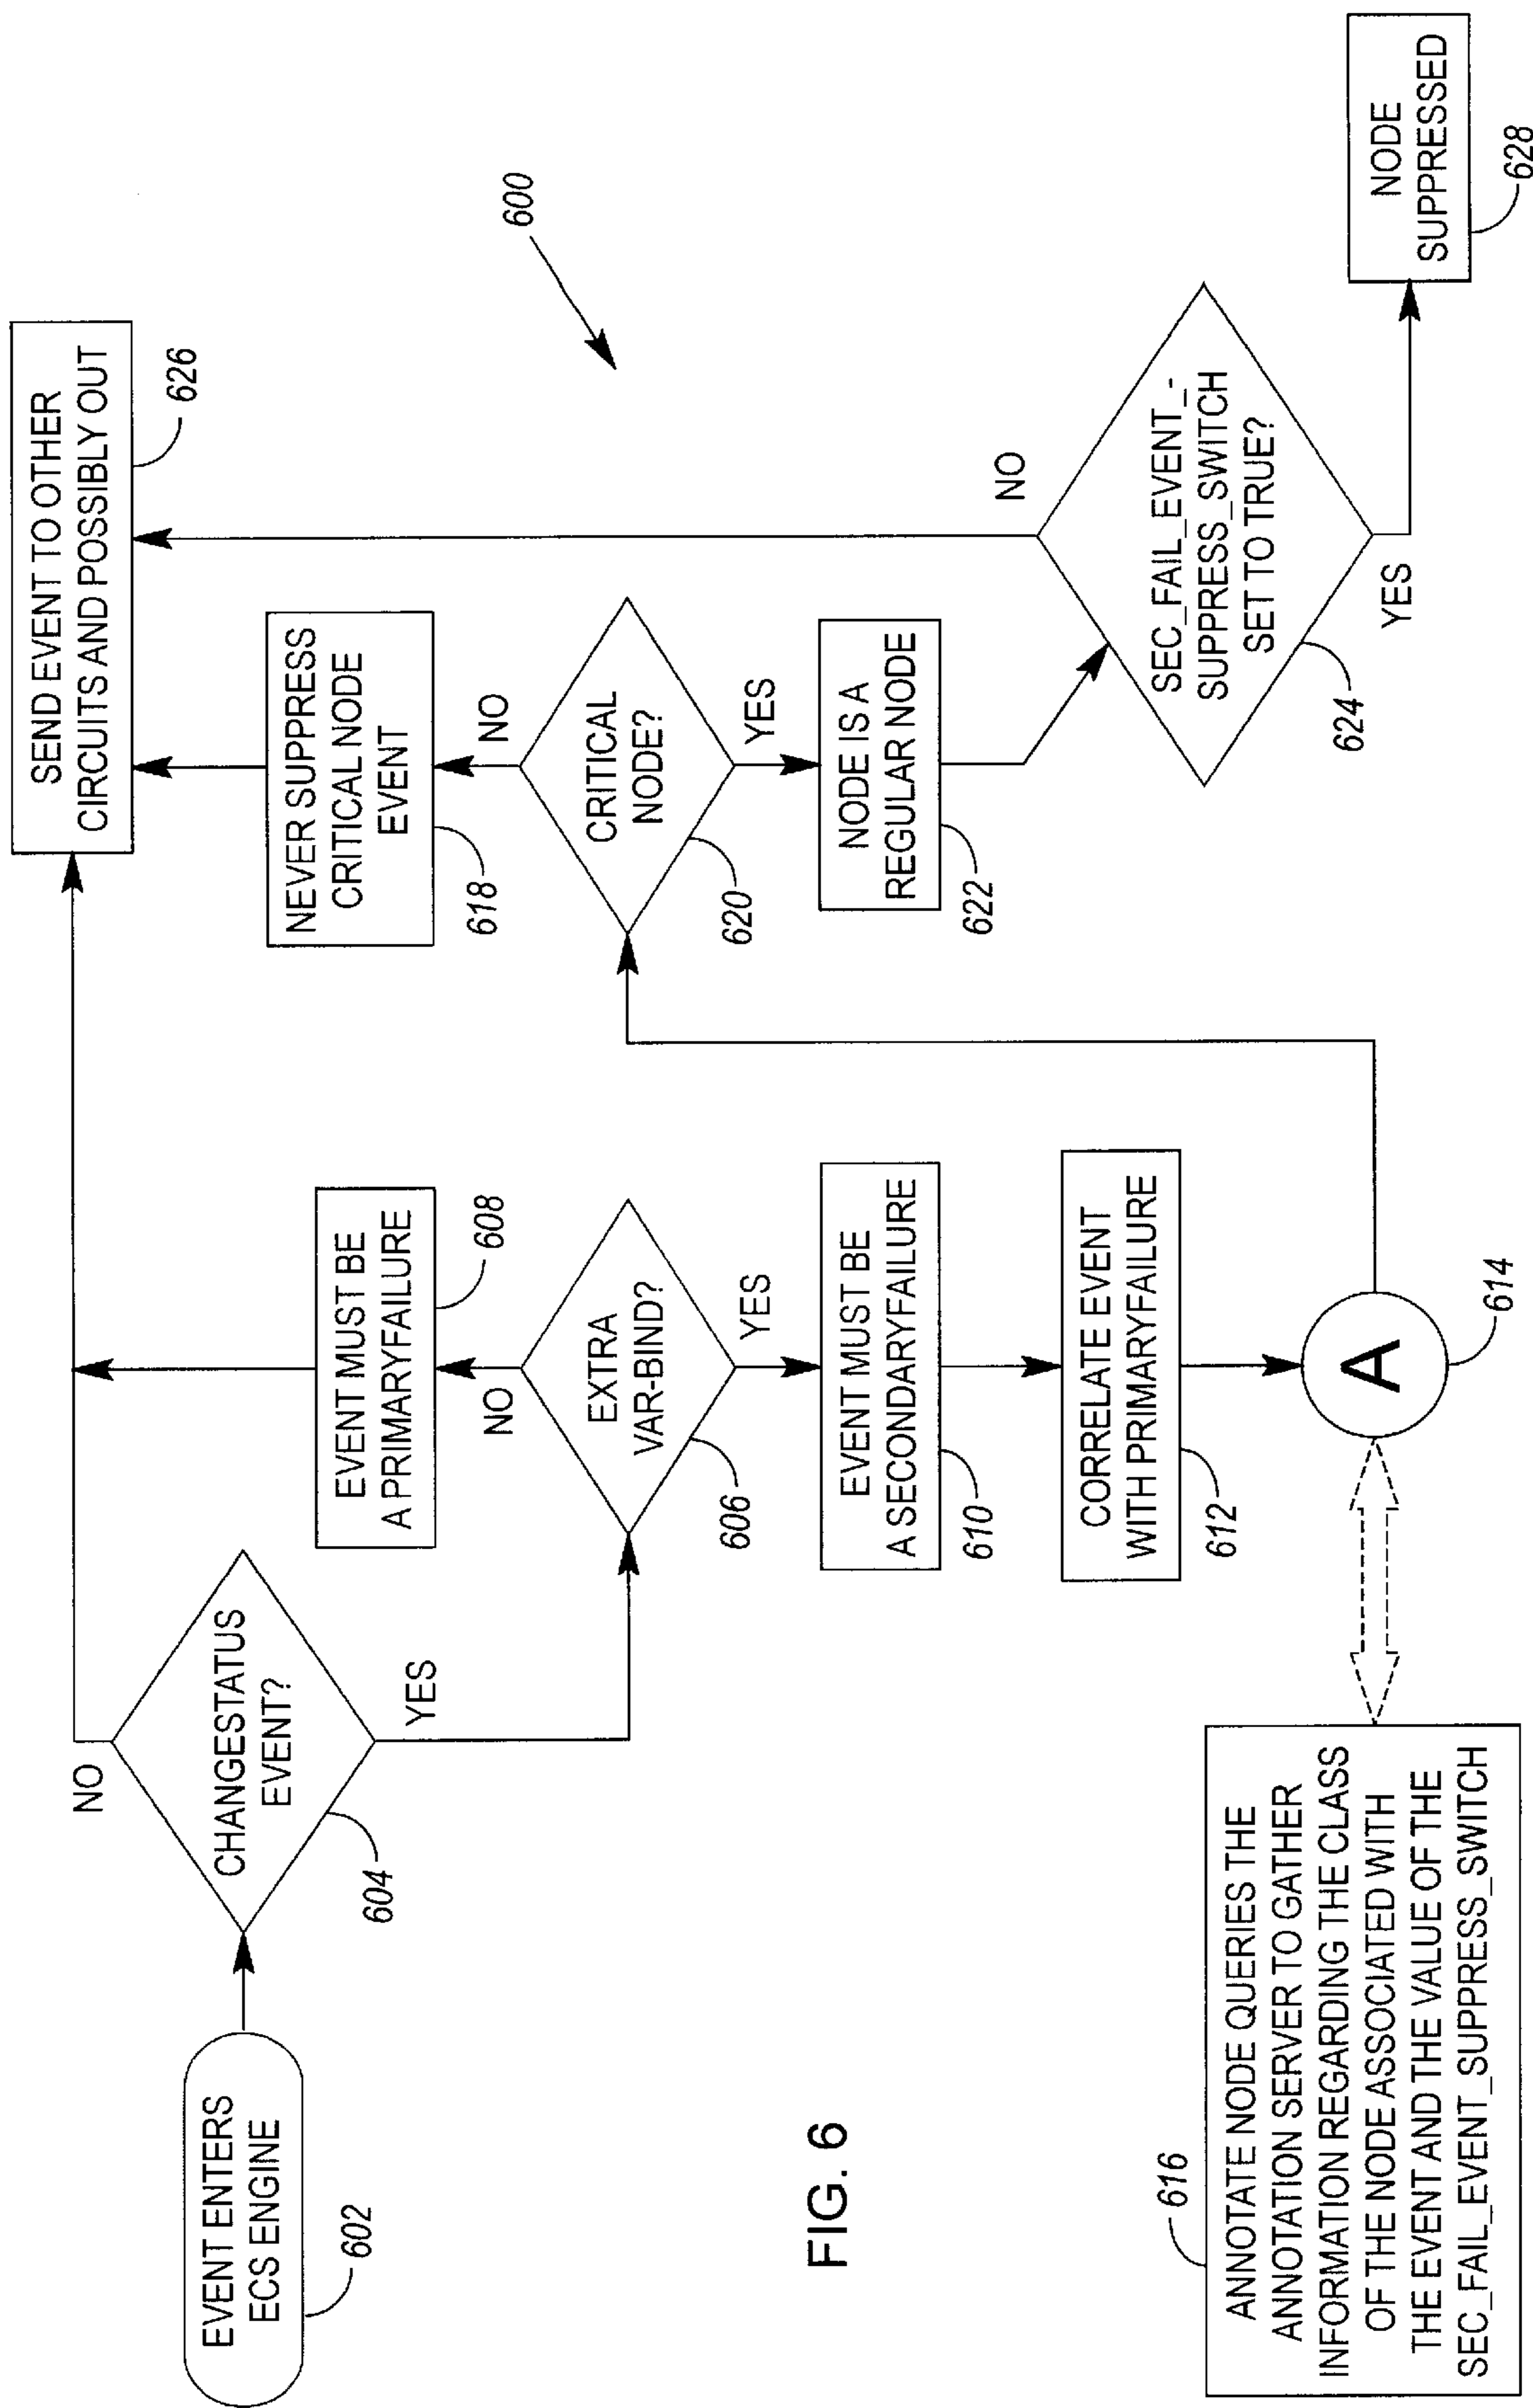 EVENT ENTERS
ECS ENGINE
602
CHANGESTATUS
EVENT?
604
NO
YES
EVENT MUST BE
A PRIMARYFAILURE
608
NO
EXTRA
VAR-BIND?
606
YES
EVENT MUST BE
A SECONDARYFAILURE
610
CORRELATE EVENT
WITH PRIMARYFAILURE
612
A
614
616
ANNOTATE NODE QUERIES THE
ANNOTATION SERVER TO GATHER
INFORMATION REGARDING THE CLASS
OF THE NODE ASSOCIATED WITH
THE EVENT AND THE VALUE OF THE
SEC_FAIL_EVENT_SUPPRESS_SWITCH
SEND EVENT TO OTHER
CIRCUITS AND POSSIBLY OUT
626
NEVER SUPPRESS
CRITICAL NODE
EVENT
618
NO
CRITICAL
NODE?
620
YES
NODE IS A
REGULAR NODE
622
NO
SEC_FAIL_EVENT_-
SUPPRESS_SWITCH
SET TO TRUE?
624
YES
NODE
SUPPRESSED
628
600
FIG. 6